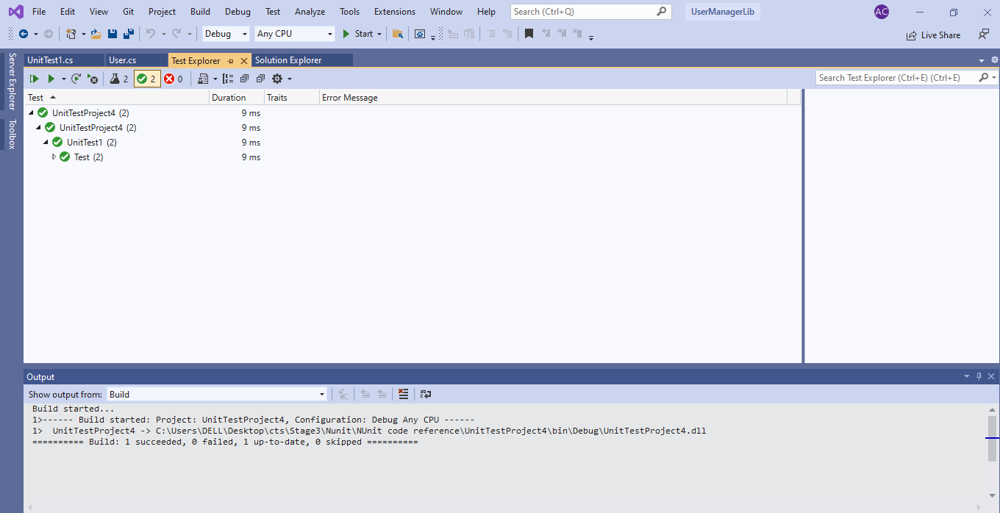 File Edit View Git Project Build Debug Test Analyze Tools Extensions Window Help Search (Ctrl+Q) UserManagerLib AC
Debug Any CPU Start Live Share
UnitTest1.cs User.cs Test Explorer Solution Explorer
Server Explorer
Toolbox
2 2 0 Search Test Explorer (Ctrl+E) (Ctrl+E)
Test Duration Traits Error Message
UnitTestProject4 (2) 9 ms
UnitTestProject4 (2) 9 ms
UnitTest1 (2) 9 ms
Test (2) 9 ms
Output
Show output from: Build
Build started...
1>------ Build started: Project: UnitTestProject4, Configuration: Debug Any CPU ------
1>  UnitTestProject4 -> C:\Users\DELL\Desktop\cts\Stage3\Nunit\NUnit code reference\UnitTestProject4\bin\Debug\UnitTestProject4.dll
========== Build: 1 succeeded, 0 failed, 1 up-to-date, 0 skipped ==========